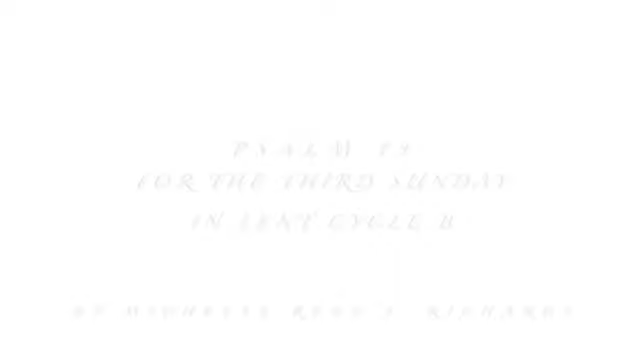 PSALM 19
FOR THE THIRD SUNDAY
IN LENT CYCLE B
BY RICHARDS